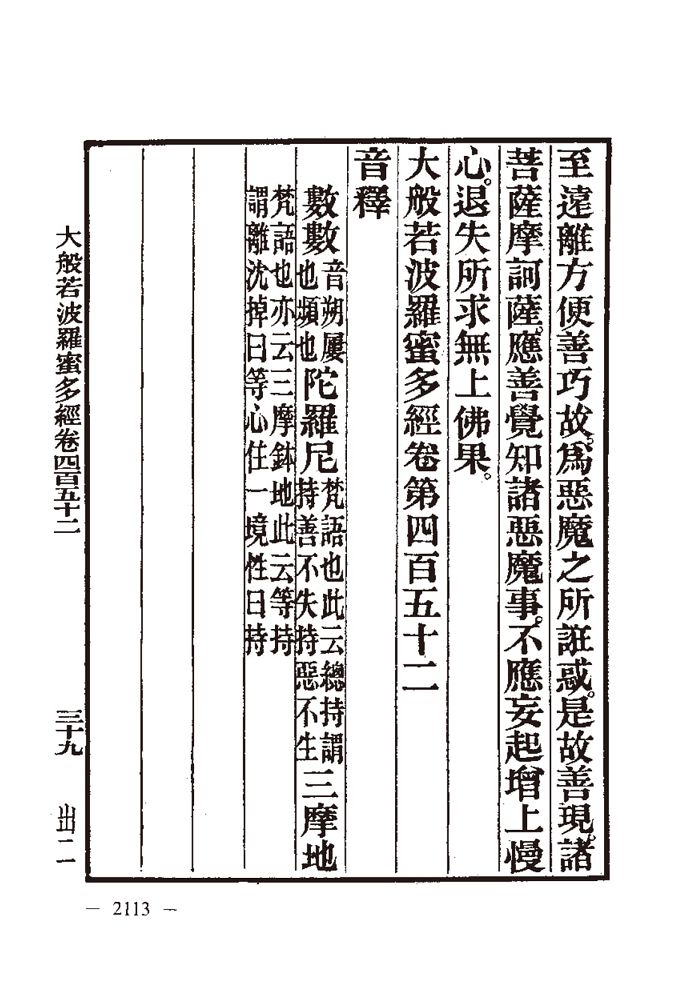 至遠離方便善巧故爲惡魔之所誑惑是故善現諸
菩薩摩訶薩應善覺知諸惡魔事不應妄起增上慢
心退失所求無上佛果。
大般若波羅蜜多經卷第四百五十二
音釋
數數音朔屢也頻也陀羅尼梵語也此云總持謂持善不失持惡不生三摩地
梵語也亦云三摩鉢地此云等持謂離沈掉曰等心住一境性曰持
大般若波羅蜜多經卷四百五十二 三十九 出二
— 2113 —